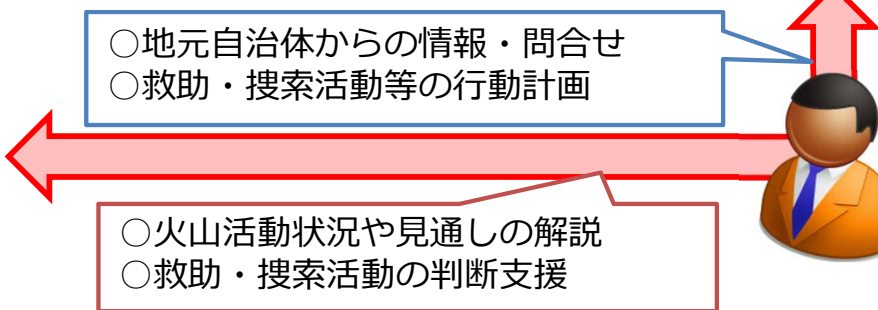 ○地元自治体からの情報・問合せ
○救助・捜索活動等の行動計画
○火山活動状況や見通しの解説
○救助・捜索活動の判断支援